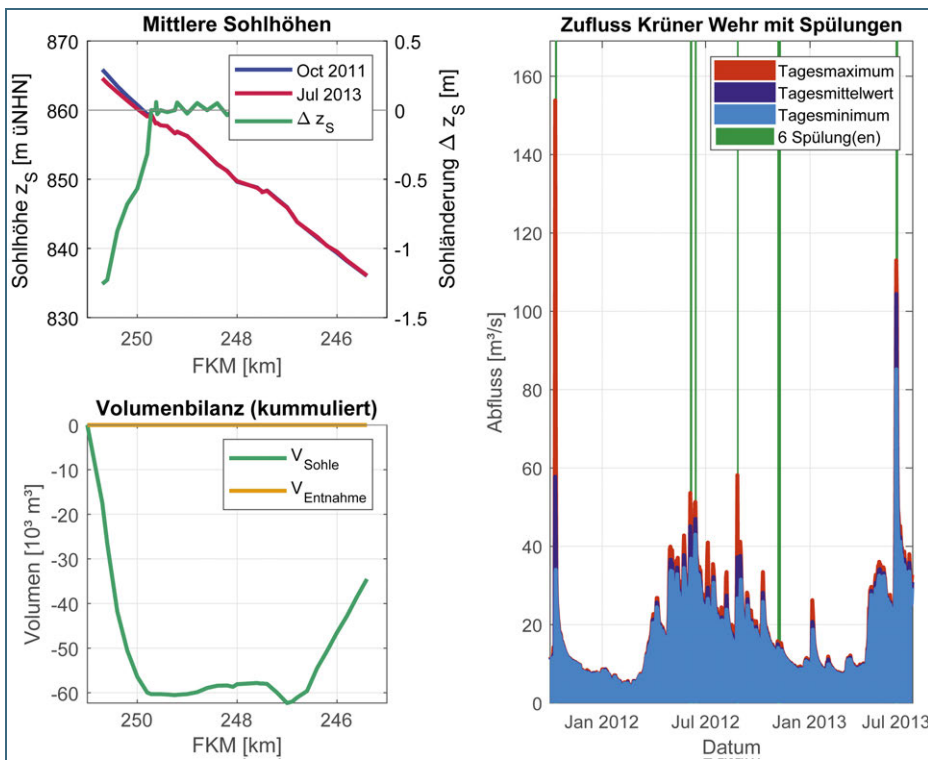 Mittlere Sohlhöhen
870
860
850
840
830
0.5
0
-0.5
-1
-1.5
Sohlhöhe z_S [m üNHN]
Sohländerung Δ z_S [m]
Oct 2011
Jul 2013
Δ z_S
250
248
246
FKM [km]
Volumenbilanz (kummuliert)
0
-10
-20
-30
-40
-50
-60
Volumen [10³ m³]
V_Sohle
V_Entnahme
250
248
246
FKM [km]
Zufluss Krüner Wehr mit Spülungen
160
140
120
100
80
60
40
20
0
Abfluss [m³/s]
Tagesmaximum
Tagesmittelwert
Tagesminimum
6 Spülung(en)
Jan 2012
Jul 2012
Jan 2013
Jul 2013
Datum